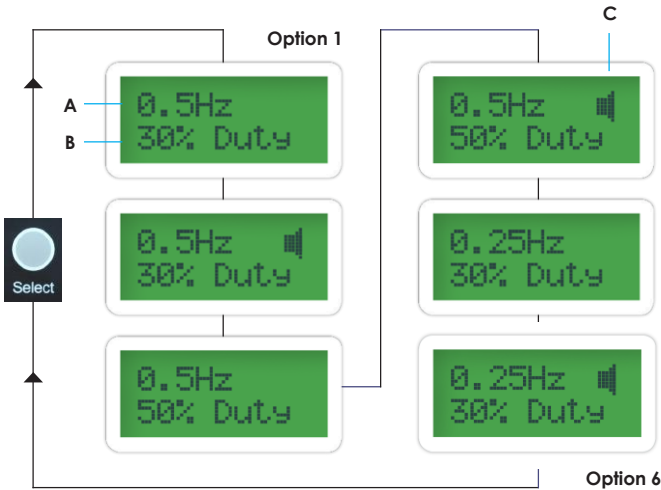 C
Option 1
A
B
0.5Hz
30% Duty
0.5Hz
30% Duty
0.5Hz
50% Duty
0.5Hz
50% Duty
0.25Hz
30% Duty
0.25Hz
30% Duty
Select
Option 6